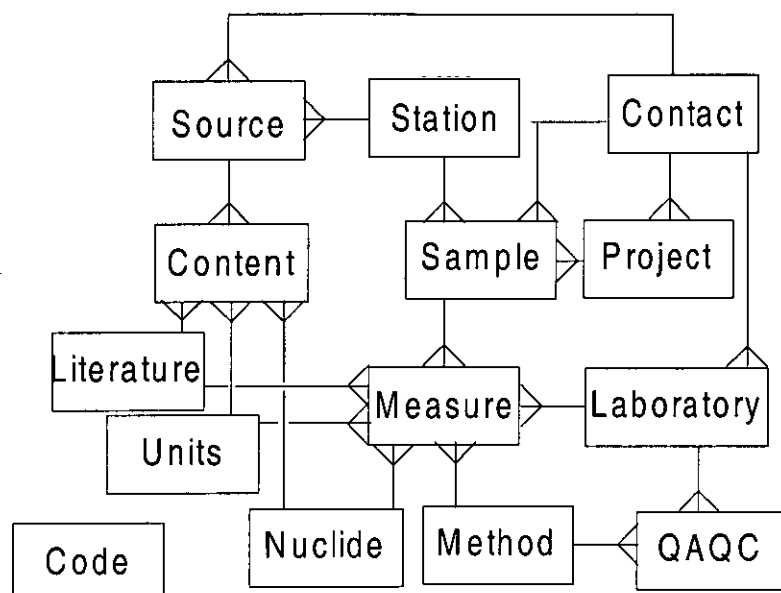 Source
Station
Contact
Content
Sample
Project
Literature
Measure
Laboratory
Units
Nuclide
Method
QAQC
Code